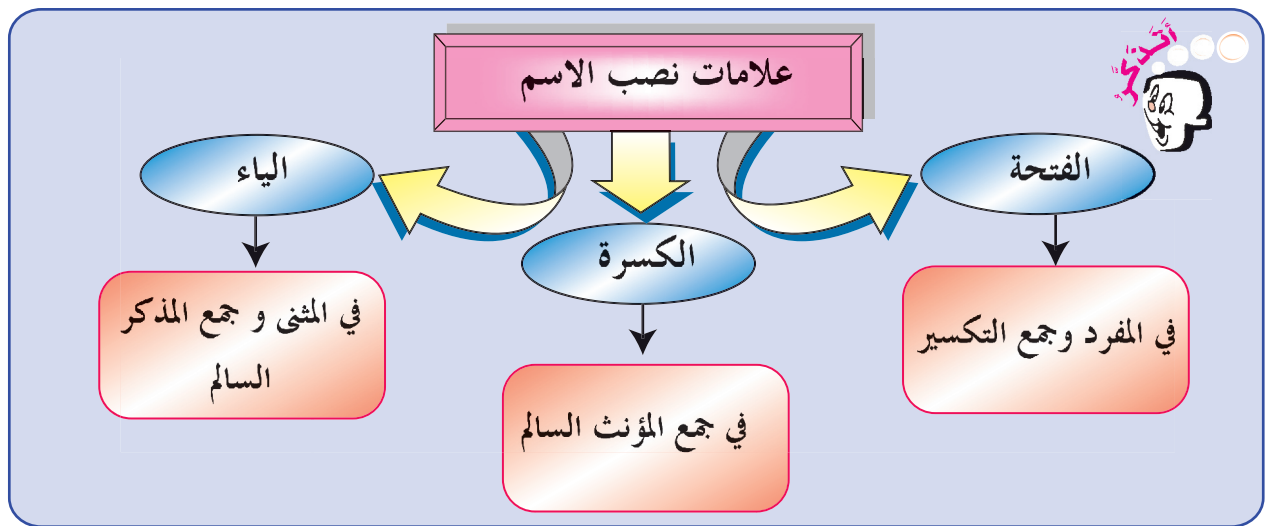 أتذكر
علامات نصب الاسم
الفتحة
في المفرد وجمع التكسير
الكسرة
في جمع المؤنث السالم
الياء
في المثنى و جمع المذكر
السالم